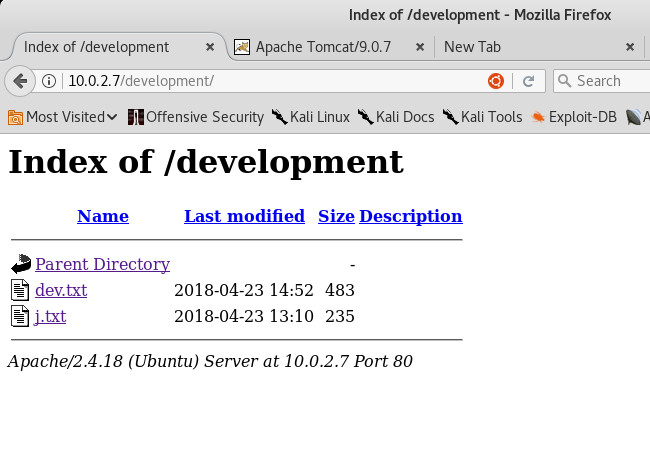 Index of /development - Mozilla Firefox
Index of /development × Apache Tomcat/9.0.7 × New Tab ×
10.0.2.7/development/ Search
Most Visited Offensive Security Kali Linux Kali Docs Kali Tools Exploit-DB A
Index of /development
Name Last modified Size Description
Parent Directory -
dev.txt 2018-04-23 14:52 483
j.txt 2018-04-23 13:10 235
Apache/2.4.18 (Ubuntu) Server at 10.0.2.7 Port 80